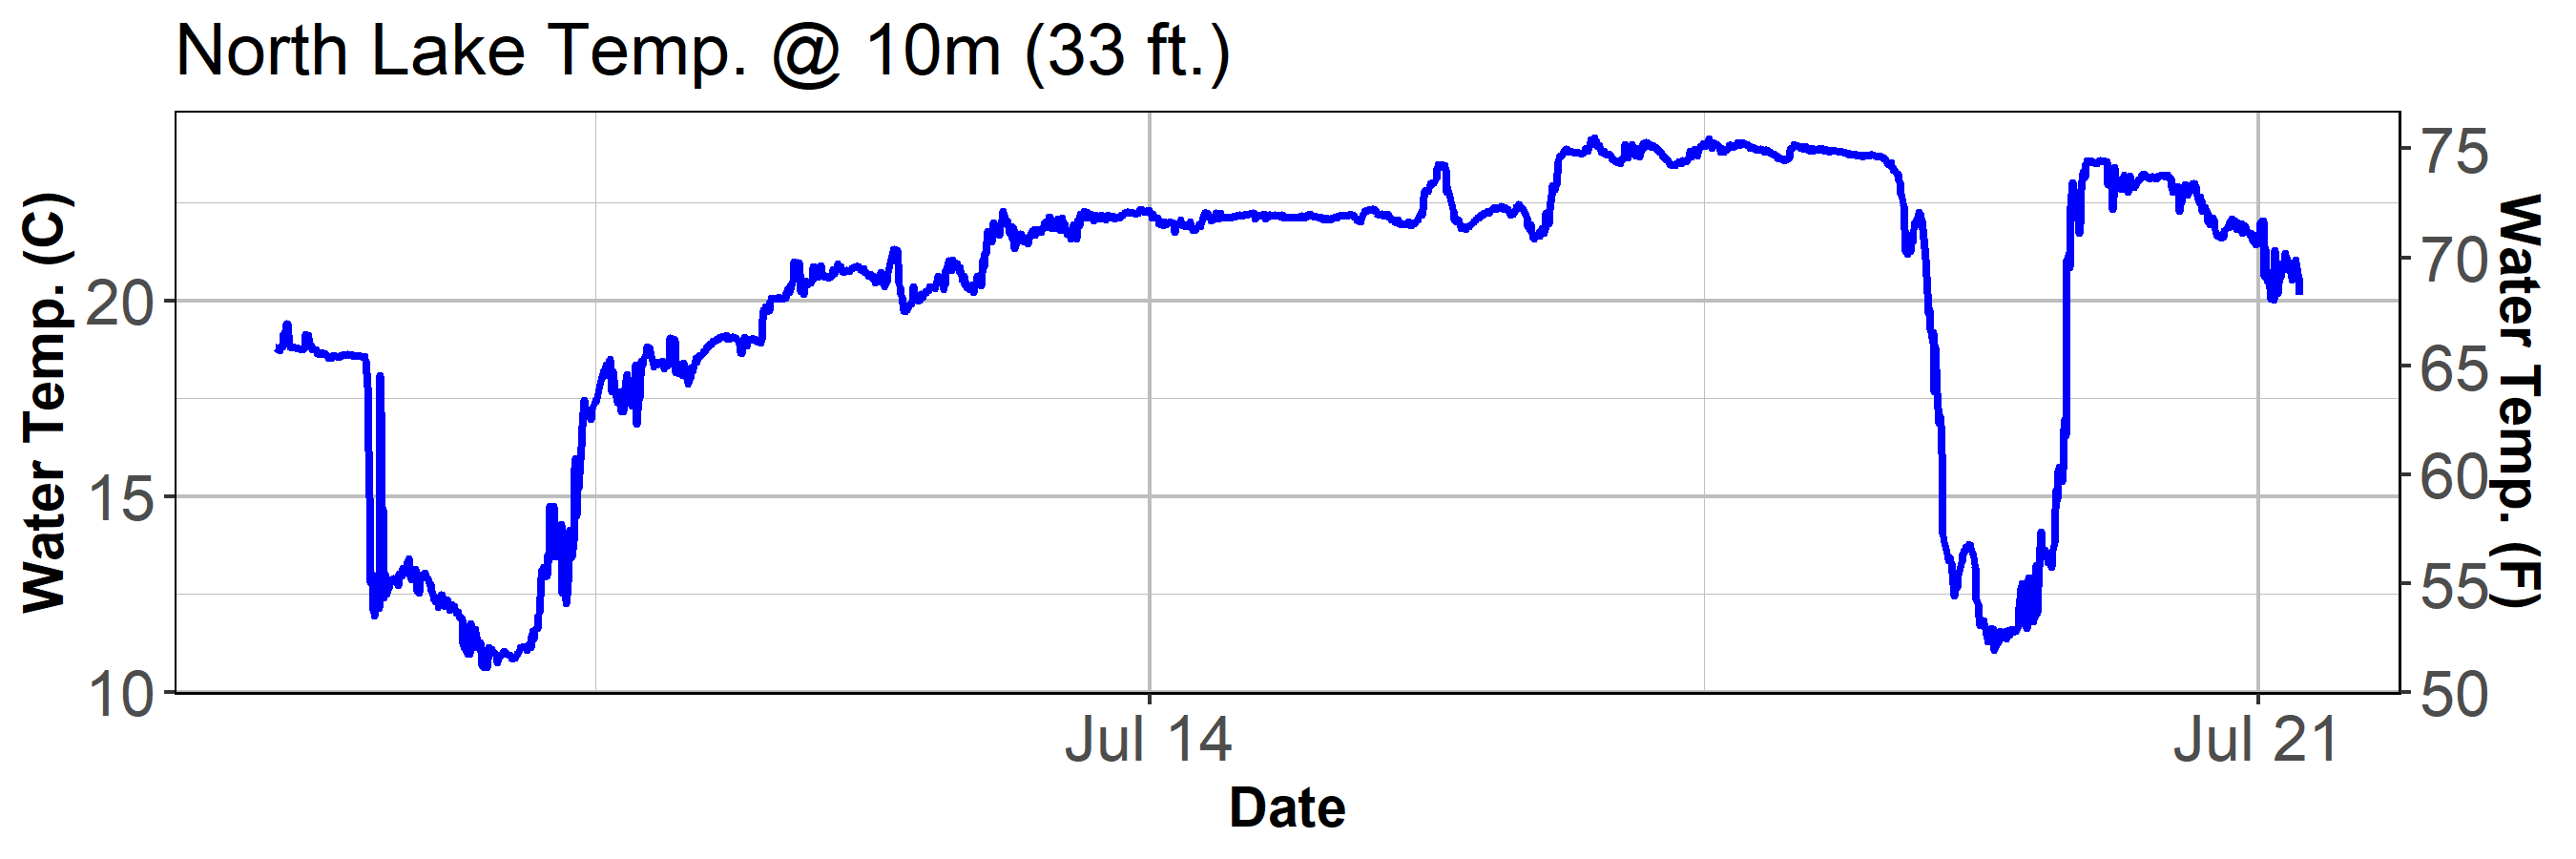 North Lake Temp. @ 10m (33 ft.)
Water Temp. (C)
20
15
10
75
70
65
60
55
50
Water Temp. (F)
Jul 14
Jul 21
Date